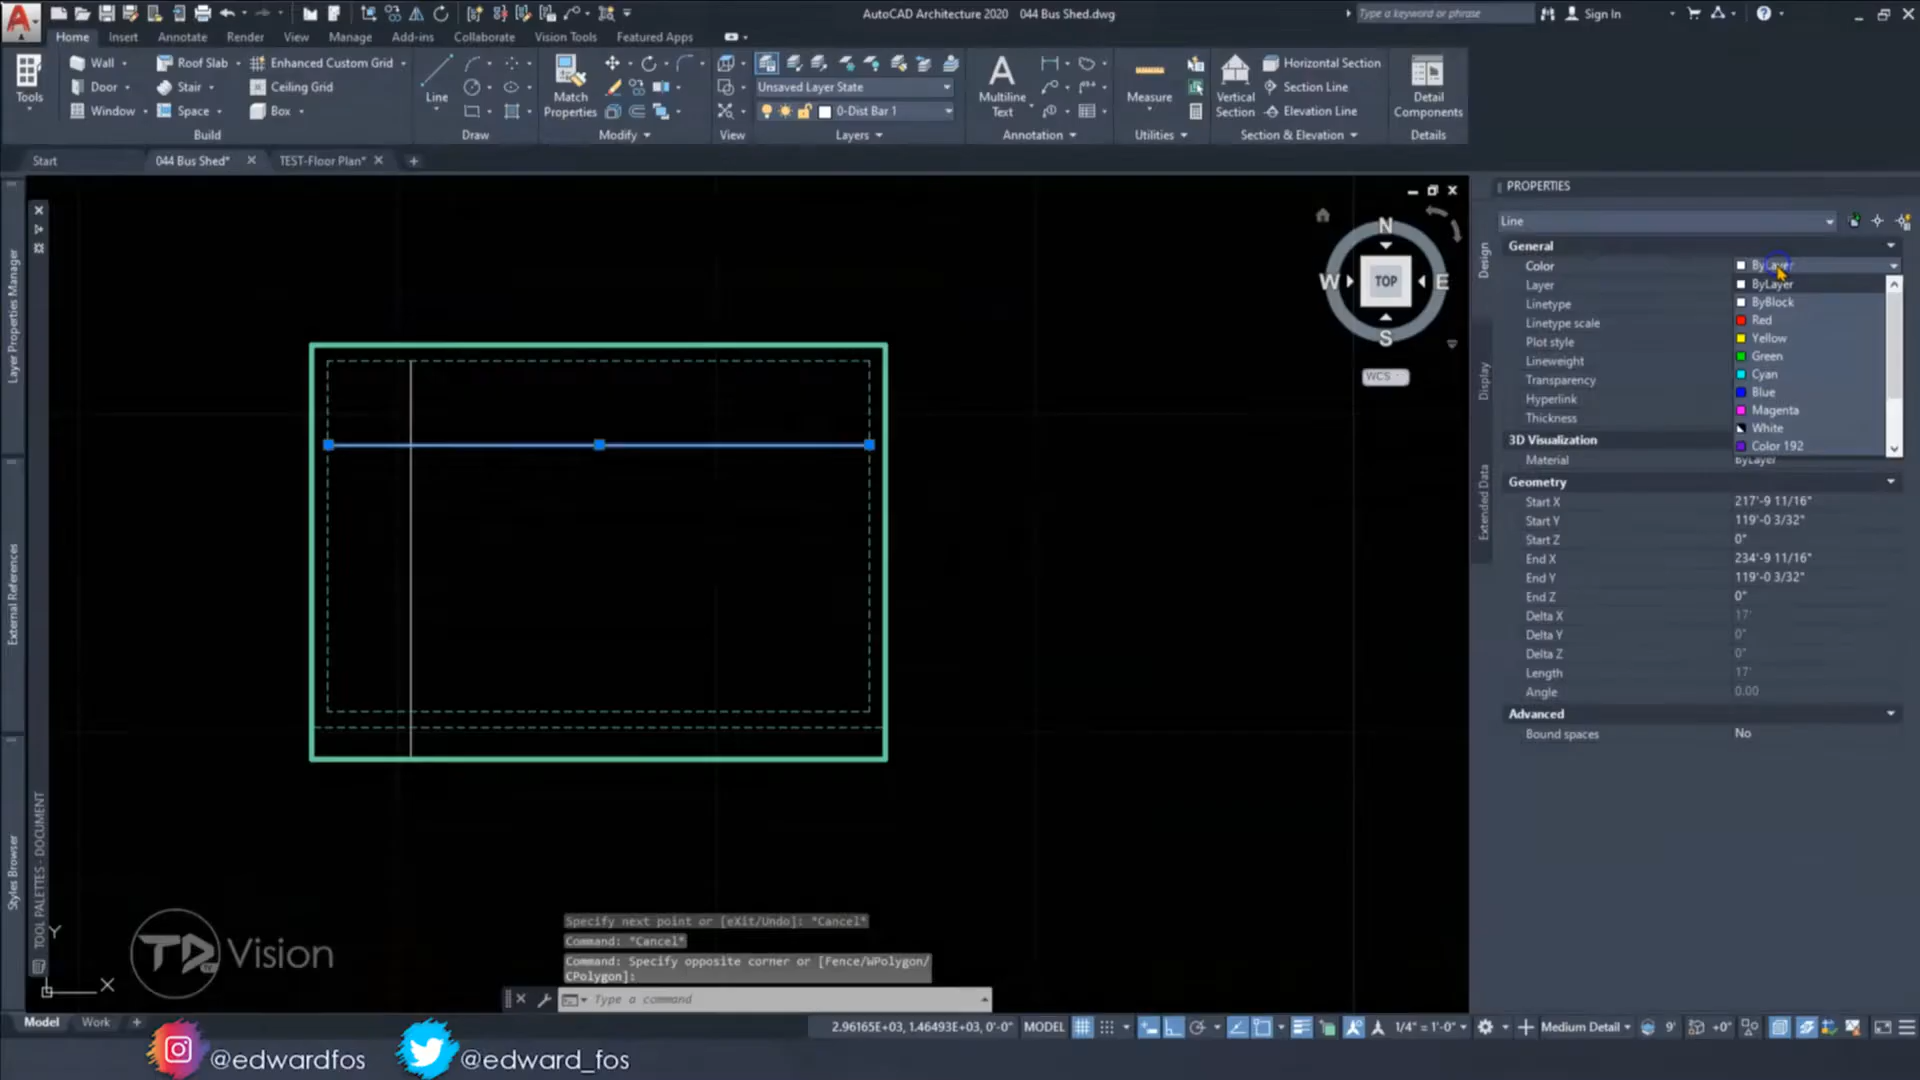 AutoCAD Architecture 2020 044 Bus Shed.dwg
Type a keyword or phrase
Sign In
Home Insert Annotate Render View Manage Add-ins Collaborate Vision Tools Featured Apps
Wall Roof Slab Enhanced Custom Grid
Door Stair Ceiling Grid
Window Space Box
Tools
Build
Line
Draw
Match
Properties
Modify
View
Unsaved Layer State
0-Dist Bar 1
Layers
Multiline
Text
Annotation
Measure
Utilities
Vertical
Section
Horizontal Section
Section Line
Elevation Line
Section & Elevation
Detail
Components
Details
Start 044 Bus Shed* TEST-Floor Plan*
Layer Properties Manager
External References
Styles Browser
TOOL PALETTES - DOCUMENT
N
W TOP E
S
WCS
PROPERTIES
Line
Design
Display
Extended Data
General
Color ByLayer
Layer ByLayer
Linetype ByBlock
Linetype scale Red
Plot style Yellow
Lineweight Green
Transparency Cyan
Hyperlink Blue
Thickness Magenta
White
3D Visualization Color 192
Material ByLayer
Geometry
Start X 217'-9 11/16"
Start Y 119'-0 3/32"
Start Z 0"
End X 234'-9 11/16"
End Y 119'-0 3/32"
End Z 0"
Delta X 17'
Delta Y 0"
Delta Z 0"
Length 17'
Angle 0.00
Advanced
Bound spaces No
Y
X
TD Vision
Specify next point or [eXit/Undo]: *Cancel*
Command: *Cancel*
Command: Specify opposite corner or [Fence/WPolygon/
CPolygon]:
Type a command
Model Work
2.96165E+03, 1.46493E+03, 0'-0" MODEL 1/4" = 1'-0" Medium Detail 9' +0"
@edwardfos @edward_fos